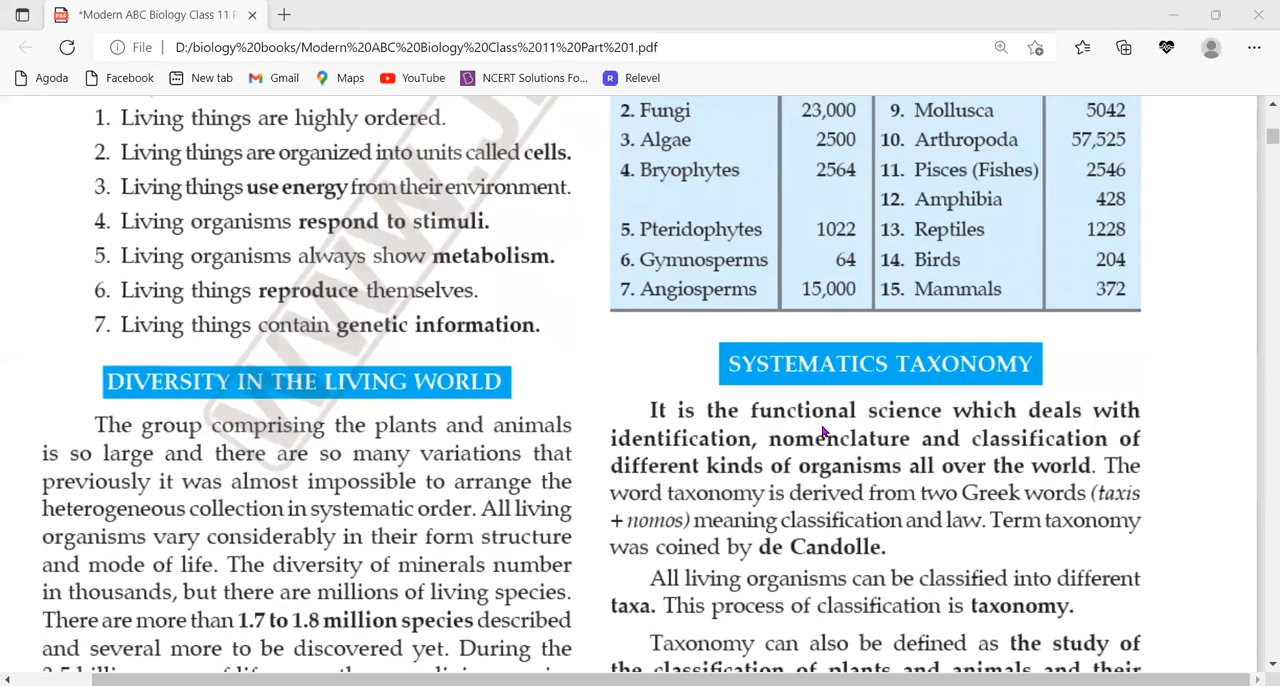 *Modern ABC Biology Class 11 P
File D:/biology%20books/Modern%20ABC%20Biology%20Class%2011%20Part%201.pdf
Agoda Facebook New tab Gmail Maps YouTube NCERT Solutions Fo... Relevel
1. Living things are highly ordered.
2. Living things are organized into units called cells.
3. Living things use energy from their environment.
4. Living organisms respond to stimuli.
5. Living organisms always show metabolism.
6. Living things reproduce themselves.
7. Living things contain genetic information.
DIVERSITY IN THE LIVING WORLD
The group comprising the plants and animals
is so large and there are so many variations that
previously it was almost impossible to arrange the
heterogeneous collection in systematic order. All living
organisms vary considerably in their form structure
and mode of life. The diversity of minerals number
in thousands, but there are millions of living species.
There are more than 1.7 to 1.8 million species described
and several more to be discovered yet. During the
2. Fungi 23,000 9. Mollusca 5042
3. Algae 2500 10. Arthropoda 57,525
4. Bryophytes 2564 11. Pisces (Fishes) 2546
12. Amphibia 428
5. Pteridophytes 1022 13. Reptiles 1228
6. Gymnosperms 64 14. Birds 204
7. Angiosperms 15,000 15. Mammals 372
SYSTEMATICS TAXONOMY
It is the functional science which deals with
identification, nomenclature and classification of
different kinds of organisms all over the world. The
word taxonomy is derived from two Greek words (taxis
+ nomos) meaning classification and law. Term taxonomy
was coined by de Candolle.
All living organisms can be classified into different
taxa. This process of classification is taxonomy.
Taxonomy can also be defined as the study of
the classification of plants and animals and their
WWW.J